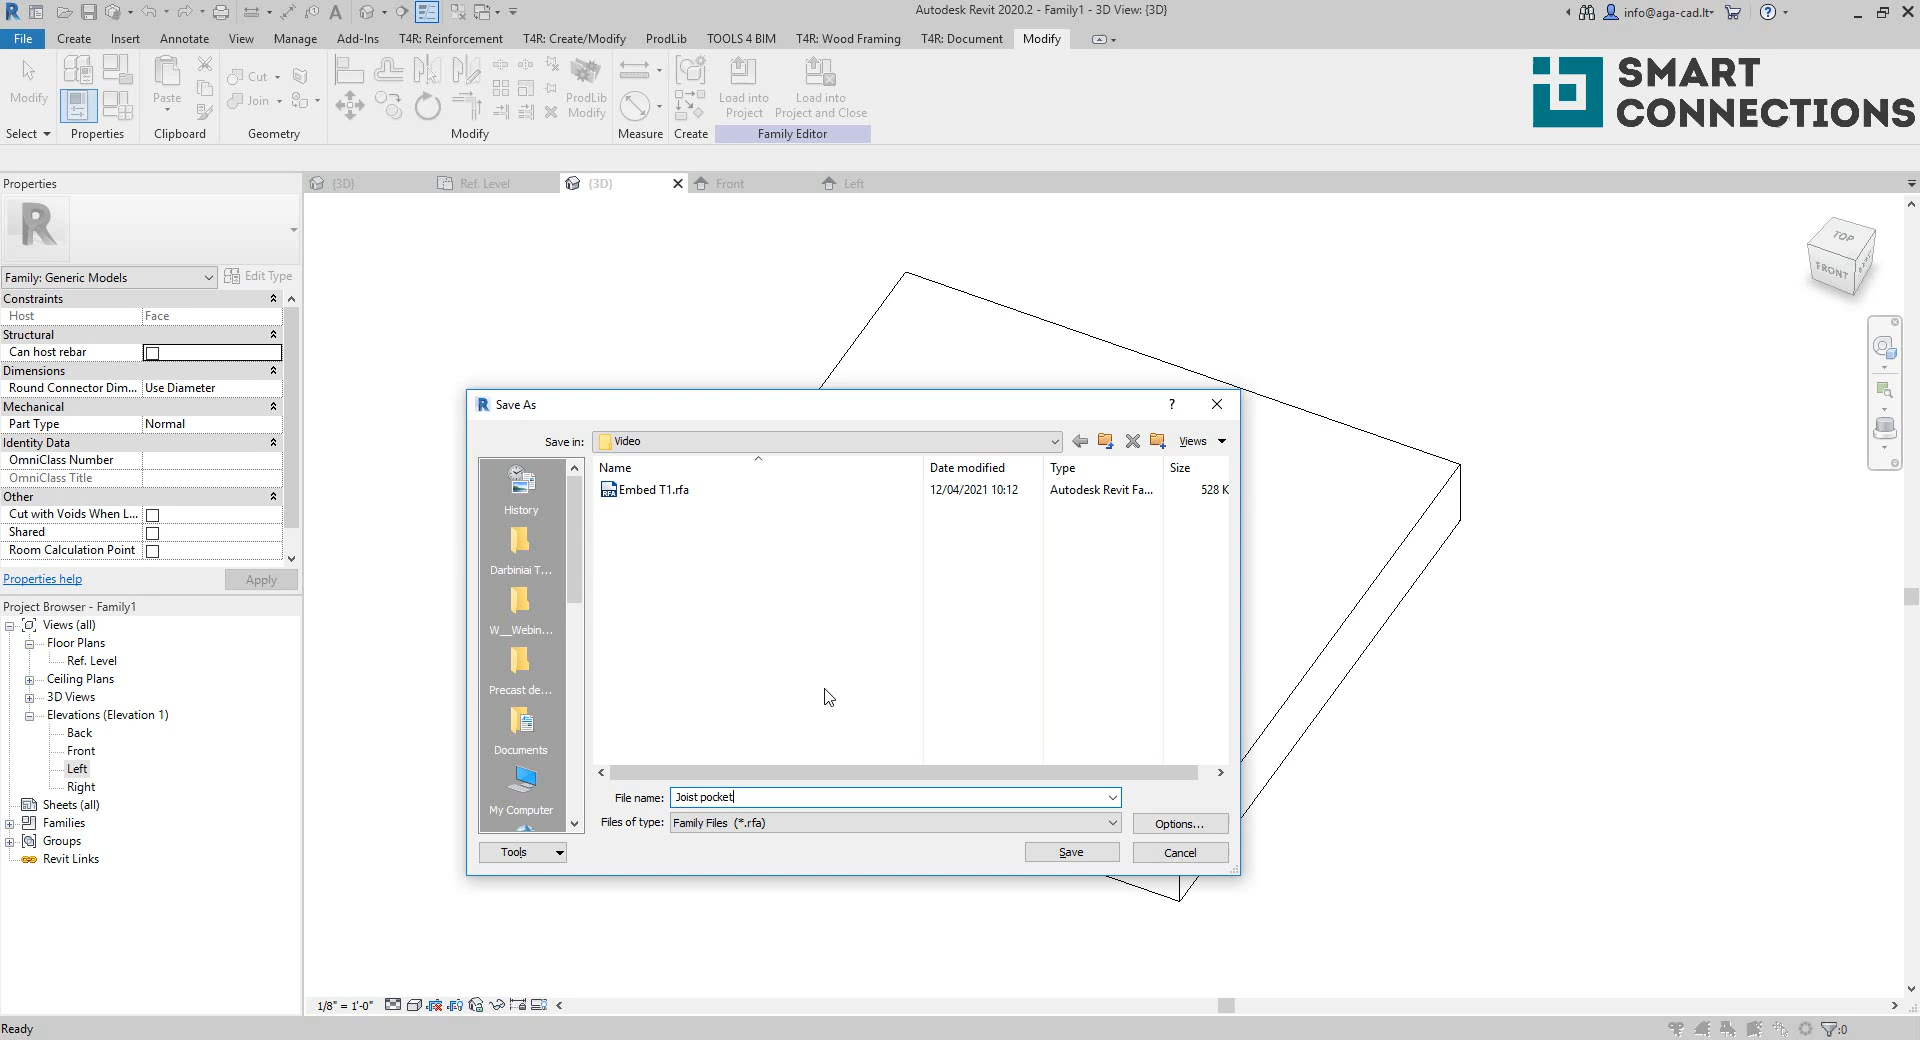 Autodesk Revit 2020.2 - Family1 - 3D View: {3D}
info@aga-cad.lt
File
Create
Insert
Annotate
View
Manage
Add-Ins
T4R: Reinforcement
T4R: Create/Modify
ProdLib
TOOLS 4 BIM
T4R: Wood Framing
T4R: Document
Modify
Modify
Paste
Cut
Join
ProdLib
Modify
Load into
Project
Load into
Project and Close
Select
Properties
Clipboard
Geometry
Modify
Measure
Create
Family Editor
SMART
CONNECTIONS
Properties
{3D}
Ref. Level
{3D}
Front
Left
Family: Generic Models
Edit Type
Constraints
Host
Face
Structural
Can host rebar
Dimensions
Round Connector Dim...
Use Diameter
Mechanical
Part Type
Normal
Identity Data
OmniClass Number
OmniClass Title
Other
Cut with Voids When L...
Shared
Room Calculation Point
Properties help
Apply
Project Browser - Family1
Views (all)
Floor Plans
Ref. Level
Ceiling Plans
3D Views
Elevations (Elevation 1)
Back
Front
Left
Right
Sheets (all)
Families
Groups
Revit Links
TOP
FRONT
Save As
Save in:
Video
Views
Name
Date modified
Type
Size
Embed T1.rfa
12/04/2021 10:12
Autodesk Revit Fa...
528 K
History
Darbiniai T...
W__Webin...
Precast de...
Documents
My Computer
File name:
Joist pocket
Files of type:
Family Files (*.rfa)
Options...
Tools
Save
Cancel
1/8" = 1'-0"
Ready
:0